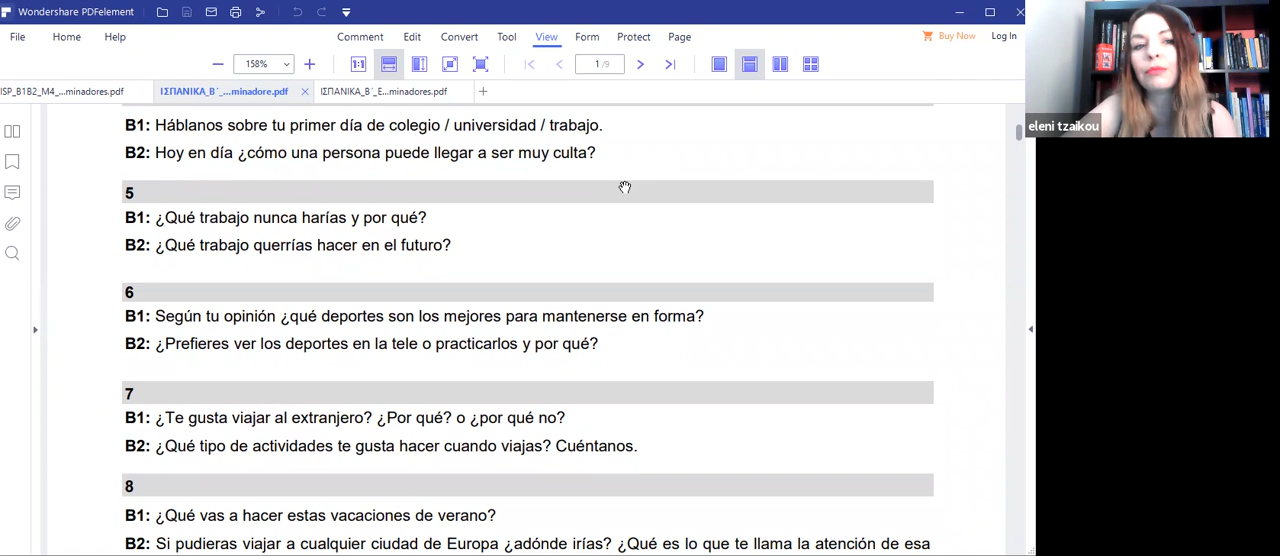 Wondershare PDFelement
File Home Help Comment Edit Convert Tool View Form Protect Page Buy Now Log In
158% 1 /9
ISP_B1B2_M4_...minadores.pdf ΙΣΠΑΝΙΚΑ_Β΄_...minadore.pdf ΙΣΠΑΝΙΚΑ_Β΄_E...minadores.pdf
B1: Háblanos sobre tu primer día de colegio / universidad / trabajo.
B2: Hoy en día ¿cómo una persona puede llegar a ser muy culta?
5
B1: ¿Qué trabajo nunca harías y por qué?
B2: ¿Qué trabajo querrías hacer en el futuro?
6
B1: Según tu opinión ¿qué deportes son los mejores para mantenerse en forma?
B2: ¿Prefieres ver los deportes en la tele o practicarlos y por qué?
7
B1: ¿Te gusta viajar al extranjero? ¿Por qué? o ¿por qué no?
B2: ¿Qué tipo de actividades te gusta hacer cuando viajas? Cuéntanos.
8
B1: ¿Qué vas a hacer estas vacaciones de verano?
B2: Si pudieras viajar a cualquier ciudad de Europa ¿adónde irías? ¿Qué es lo que te llama la atención de esa
eleni tzaikou